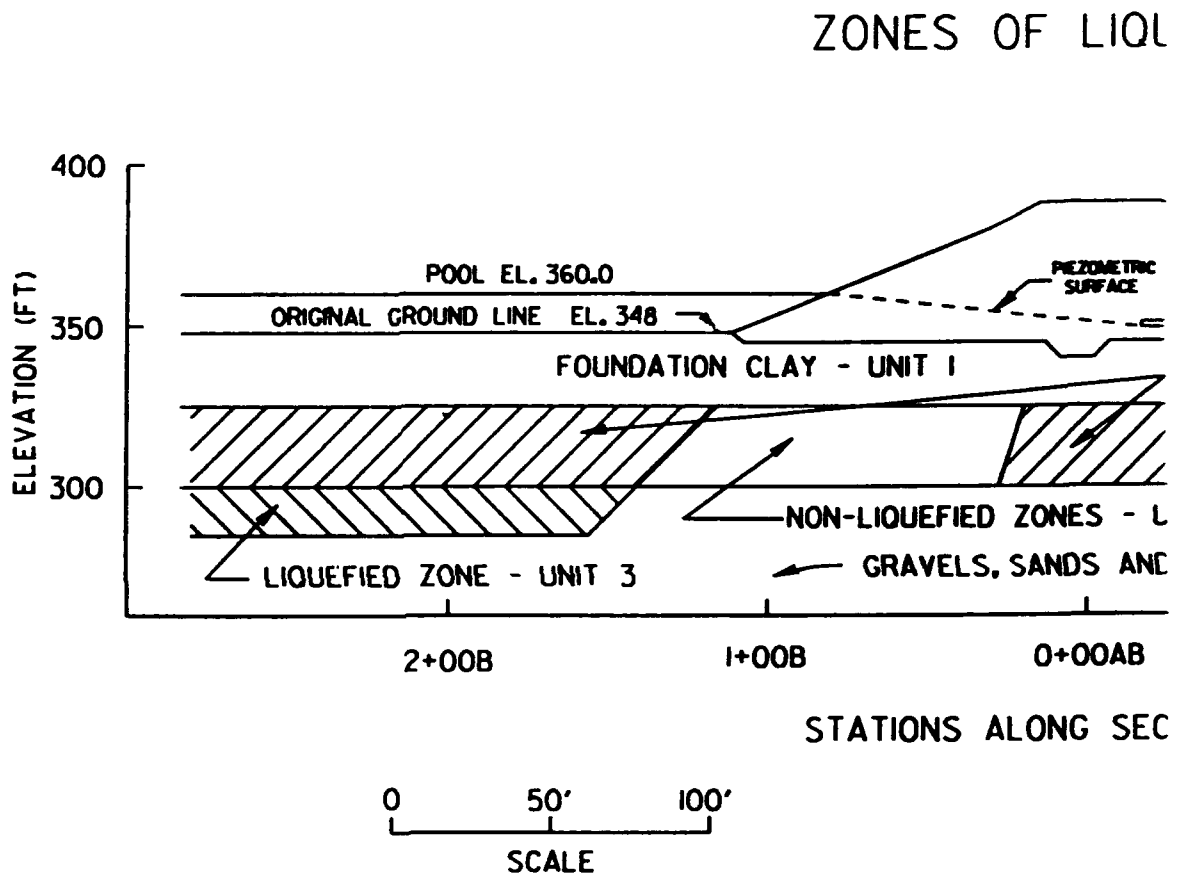 ZONES OF LIQU
400
POOL EL. 360.0
PIEZOMETRIC
SURFACE
350
ORIGINAL GROUND LINE EL. 348
FOUNDATION CLAY - UNIT 1
ELEVATION (FT)
300
NON-LIQUEFIED ZONES - U
LIQUEFIED ZONE - UNIT 3
GRAVELS, SANDS AND
2+00B
1+00B
0+00AB
STATIONS ALONG SEC
0
50'
100'
SCALE